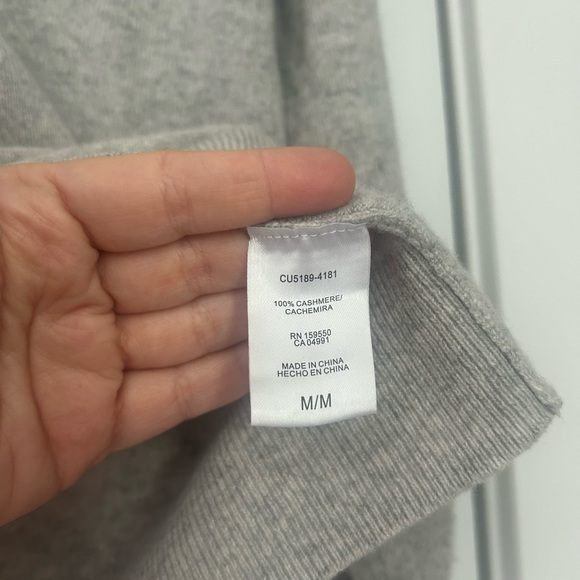 CU5189-4181
100% CASHMERE/
CACHEMIRA
RN 159550
CA 04991
MADE IN CHINA
HECHO EN CHINA
M/M